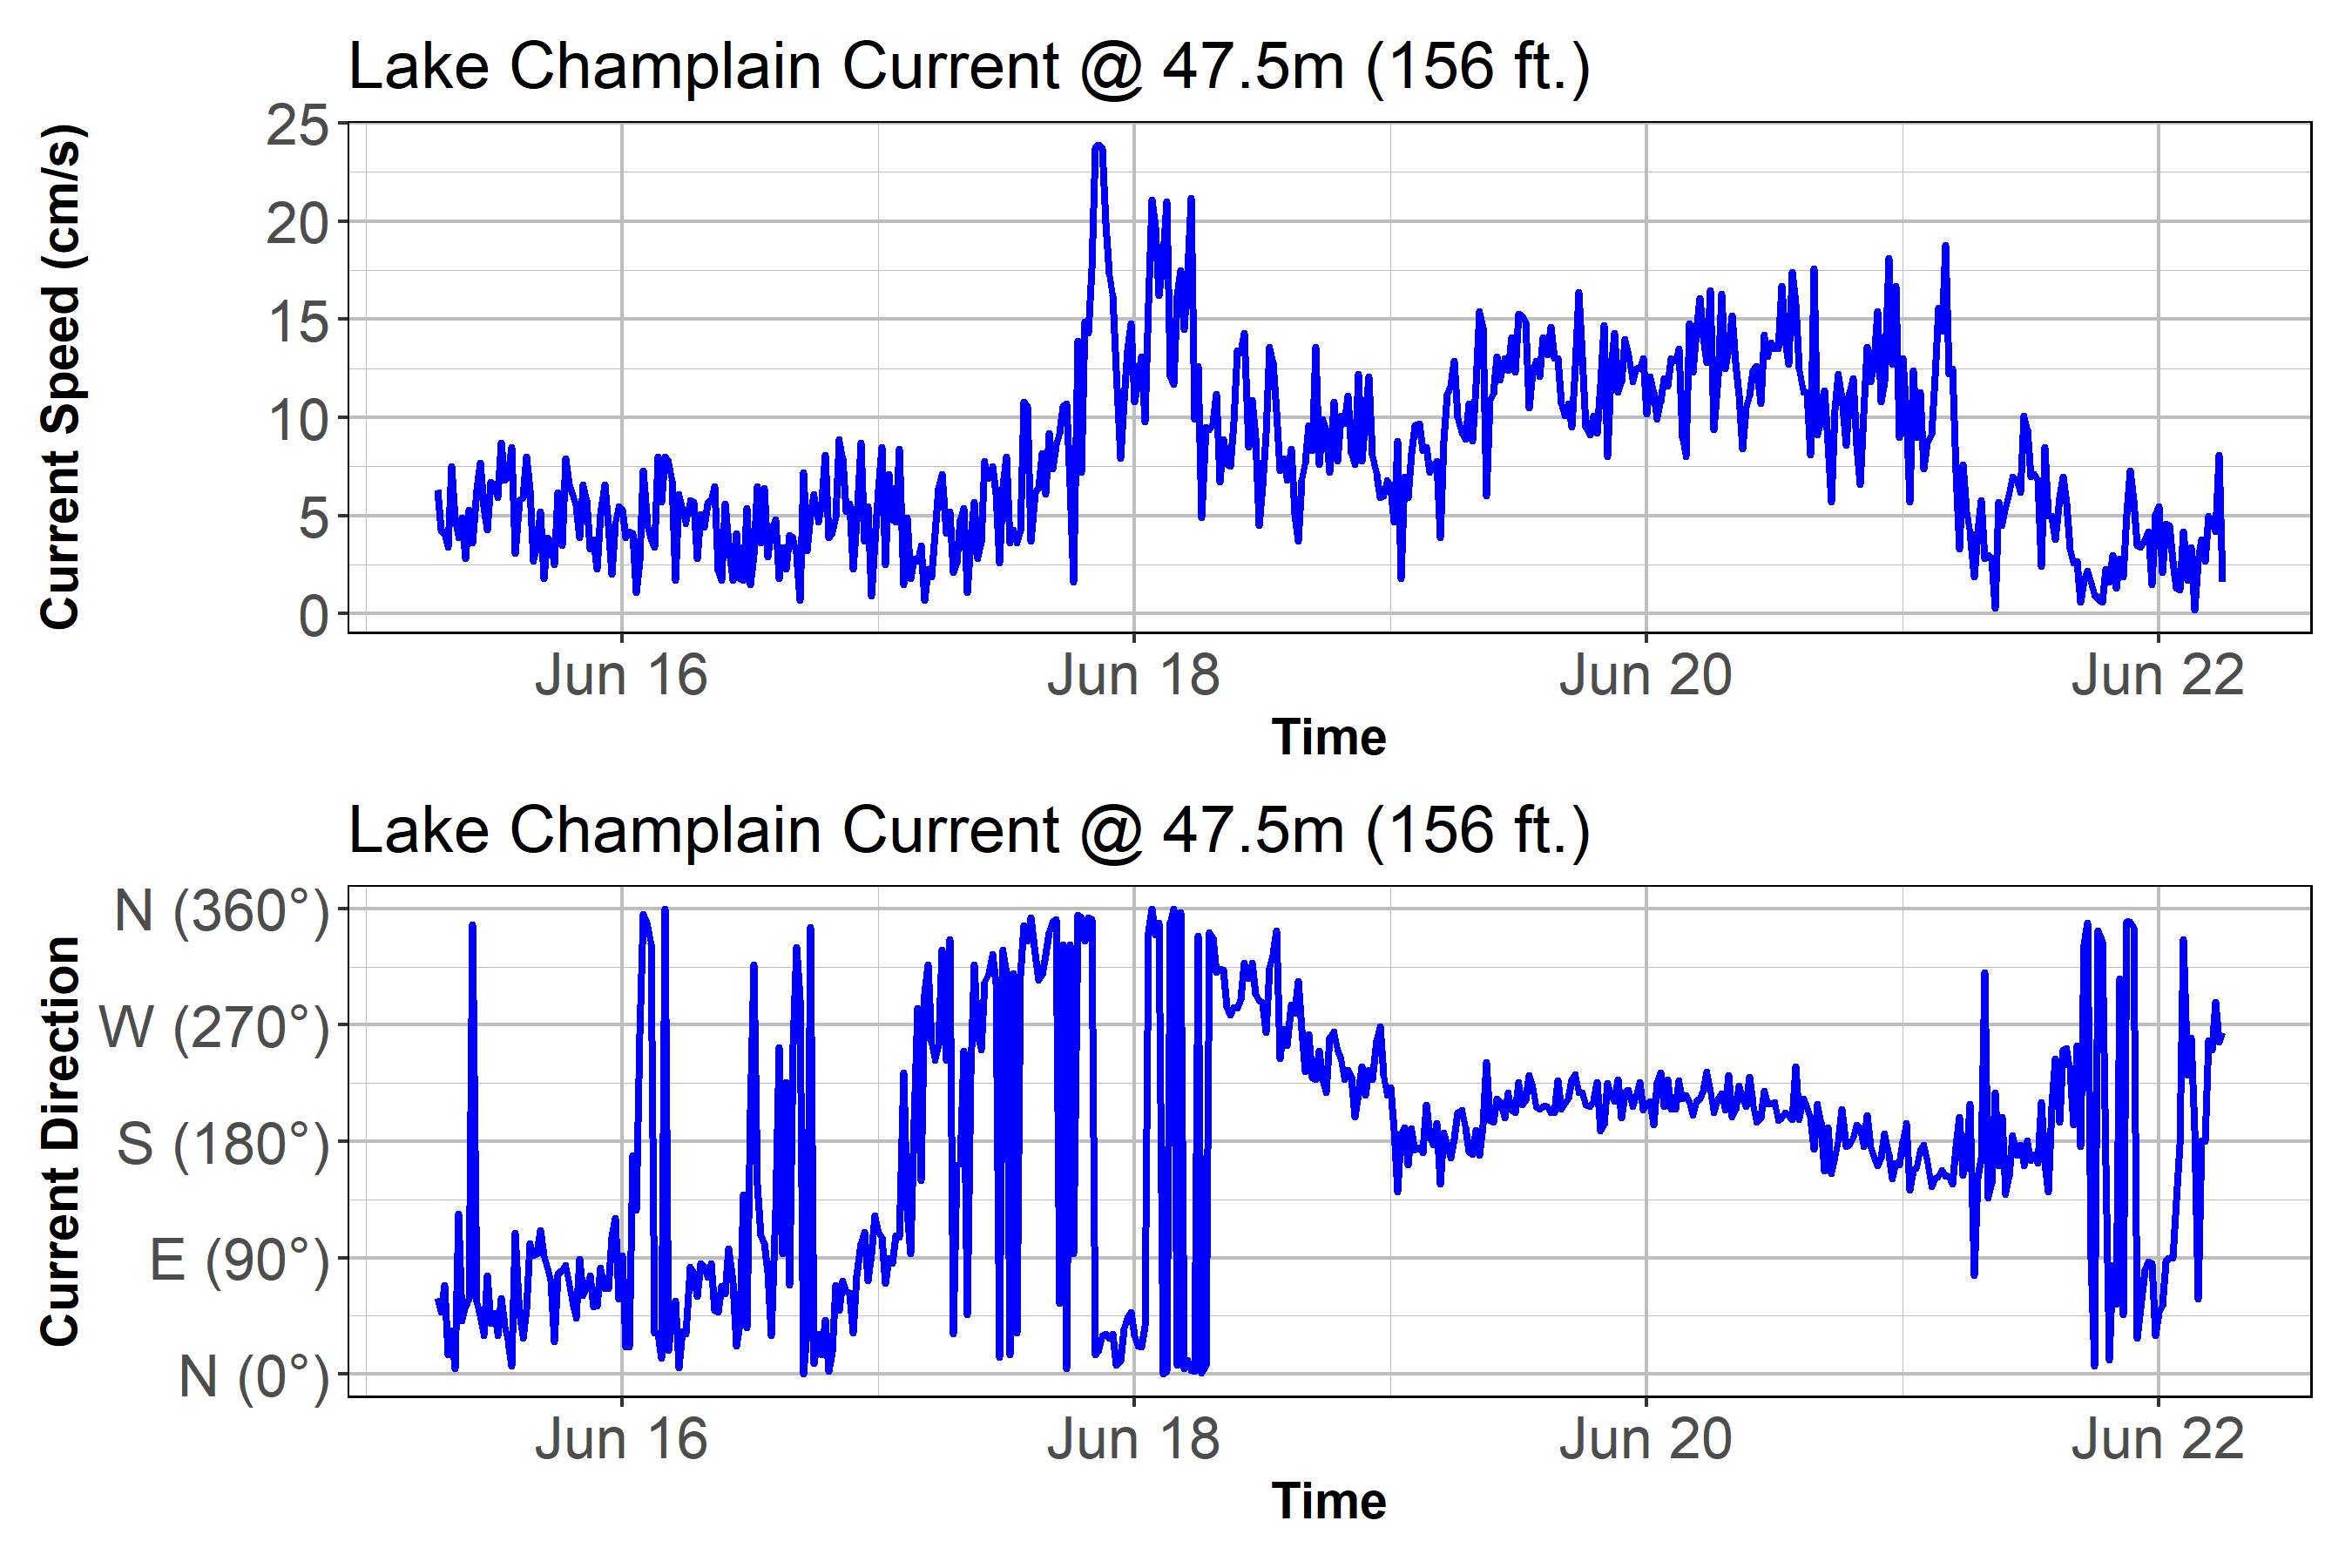 Lake Champlain Current @ 47.5m (156 ft.)
Current Speed (cm/s)
25
20
15
10
5
0
Jun 16 Jun 18 Jun 20 Jun 22
Time
Lake Champlain Current @ 47.5m (156 ft.)
Current Direction
N (360°)
W (270°)
S (180°)
E (90°)
N (0°)
Jun 16 Jun 18 Jun 20 Jun 22
Time